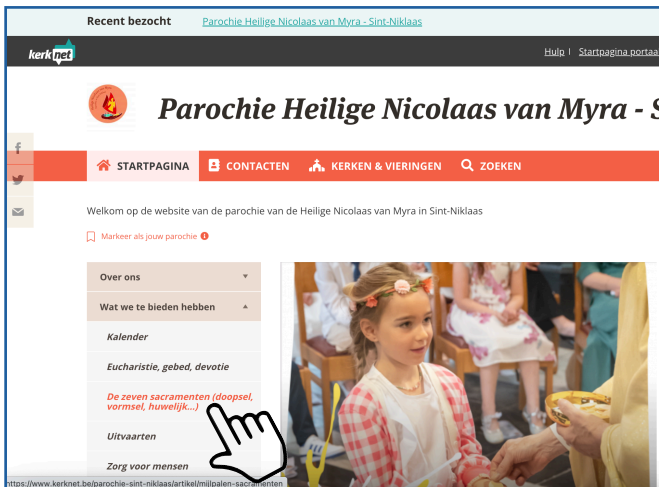 Recent bezocht Parochie Heilige Nicolaas van Myra - Sint-Niklaas
kerknet
Hulp | Startpagina portaa
Parochie Heilige Nicolaas van Myra - S
STARTPAGINA CONTACTEN KERKEN & VIERINGEN ZOEKEN
Welkom op de website van de parochie van de Heilige Nicolaas van Myra in Sint-Niklaas
Markeer als jouw parochie
Over ons
Wat we te bieden hebben
Kalender
Eucharistie, gebed, devotie
De zeven sacramenten (doopsel,
vormsel, huwelijk...)
Uitvaarten
Zorg voor mensen
https://www.kerknet.be/parochie-sint-niklaas/artikel/mijlpalen-sacramenten